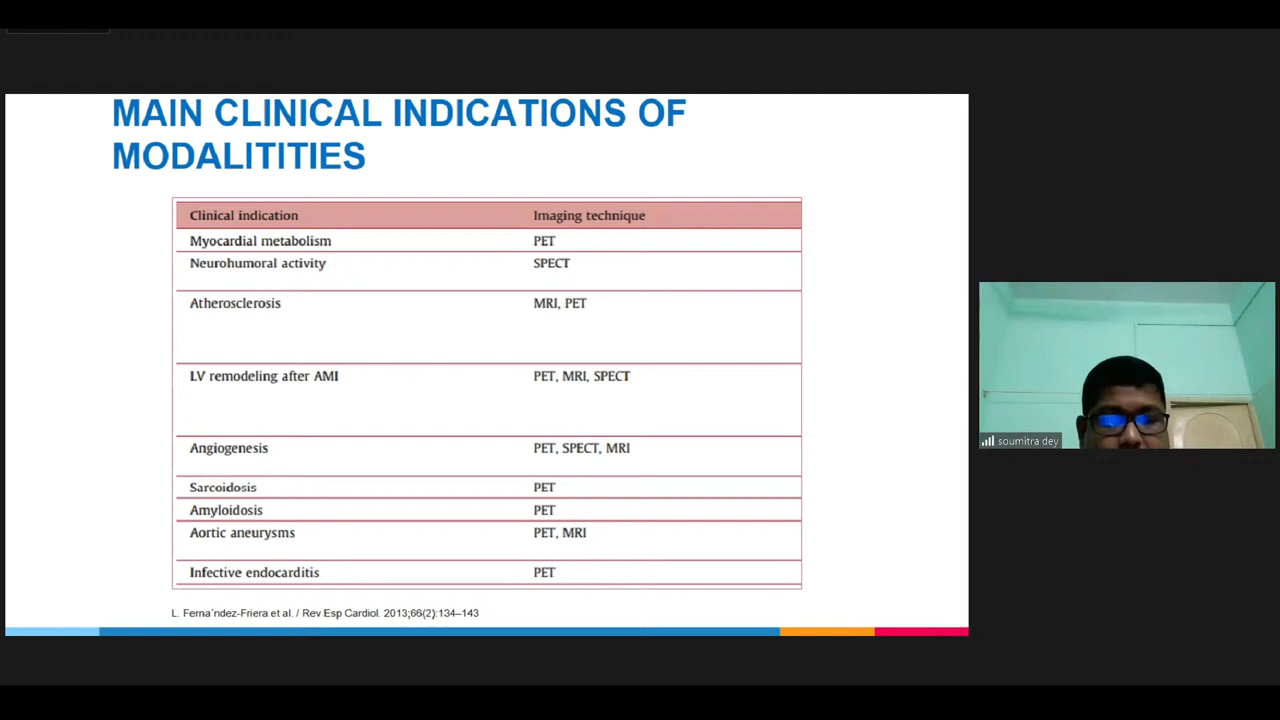 MAIN CLINICAL INDICATIONS OF
MODALITITIES
Clinical indication Imaging technique
Myocardial metabolism PET
Neurohumoral activity SPECT
Atherosclerosis MRI, PET
LV remodeling after AMI PET, MRI, SPECT
Angiogenesis PET, SPECT, MRI
Sarcoidosis PET
Amyloidosis PET
Aortic aneurysms PET, MRI
Infective endocarditis PET
L. Ferna´ndez-Friera et al. / Rev Esp Cardiol. 2013;66(2):134–143
soumitra dey